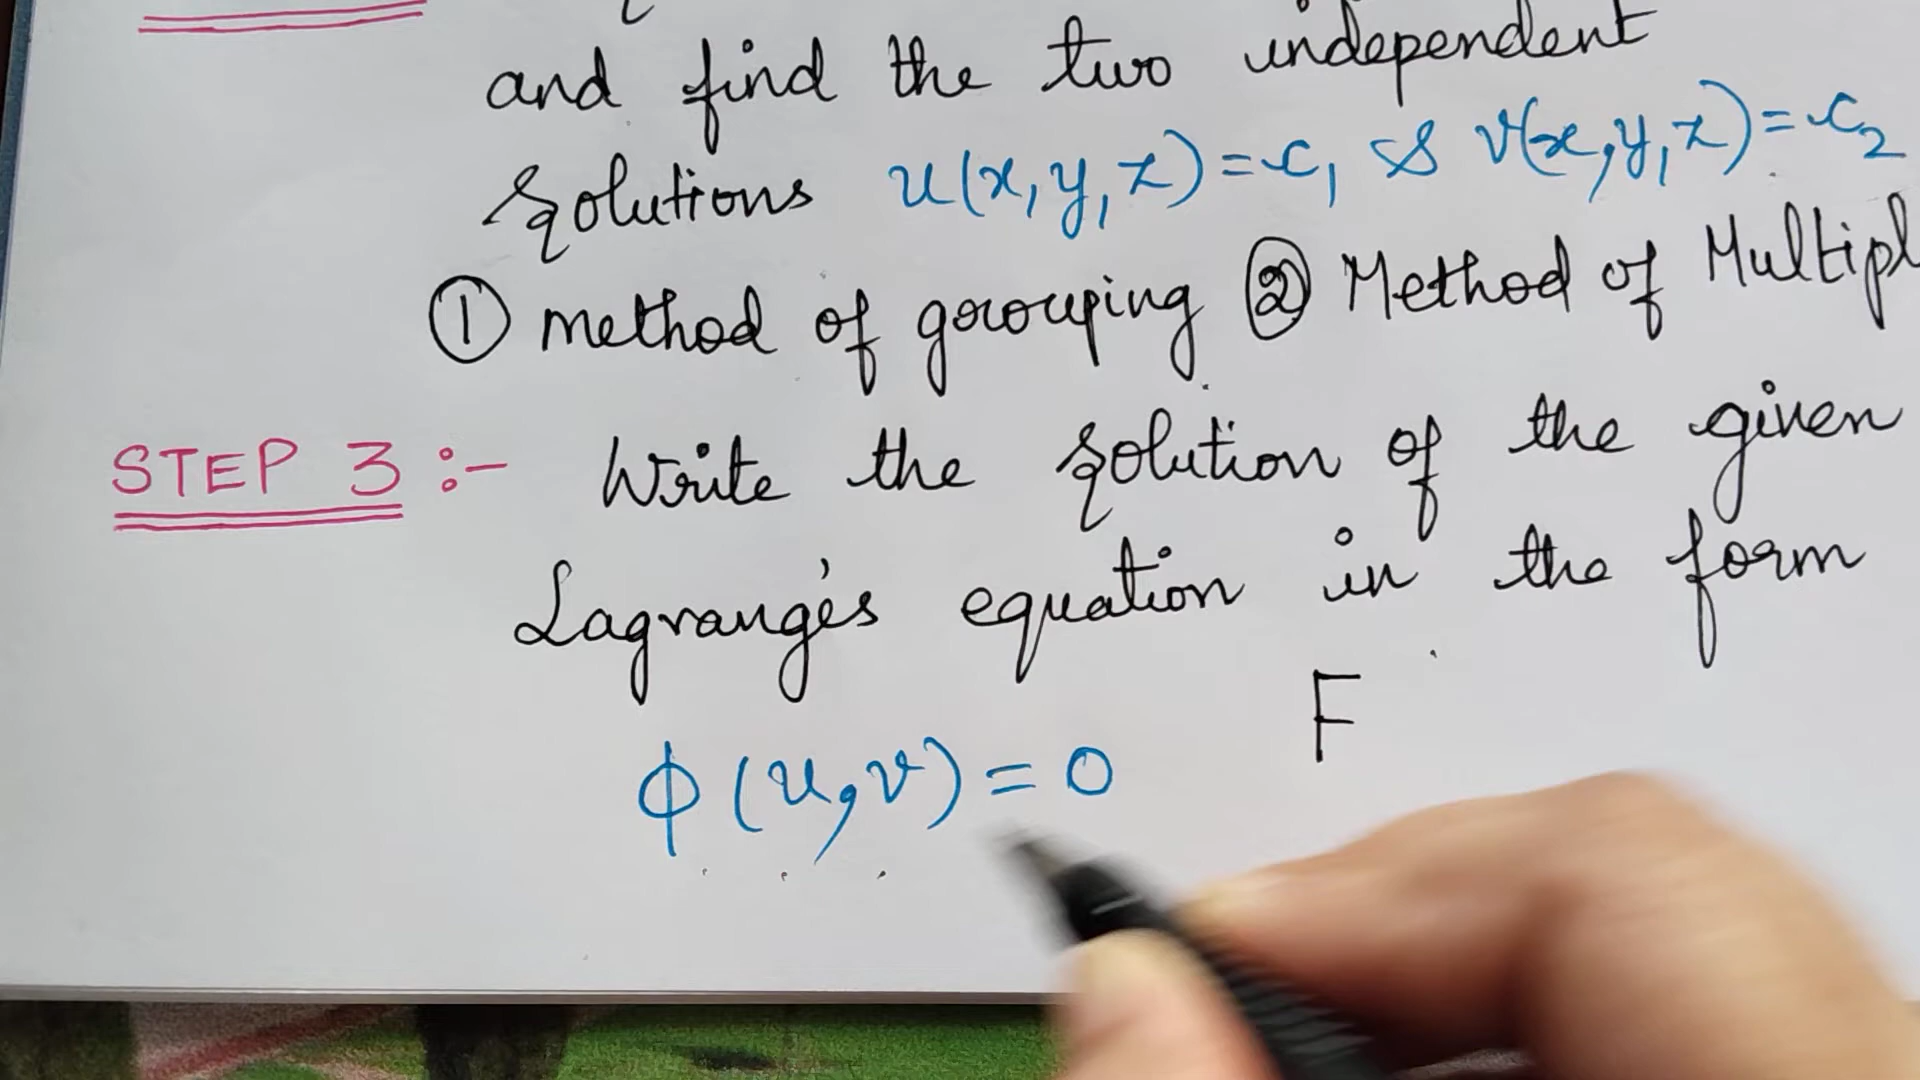 and find the two independent
solutions u(x, y, z) = c₁ & v(x, y, z) = c₂
① method of grouping ② Method of Multipl
STEP 3 :- Write the solution of the given
Lagrange's equation in the form
F
ϕ (u, v) = 0